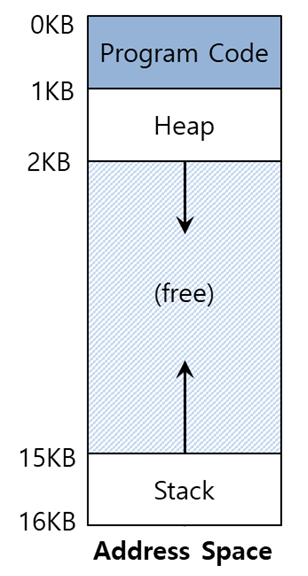 0KB
Program Code
1KB
Heap
2KB
(free)
15KB
Stack
16KB
Address Space